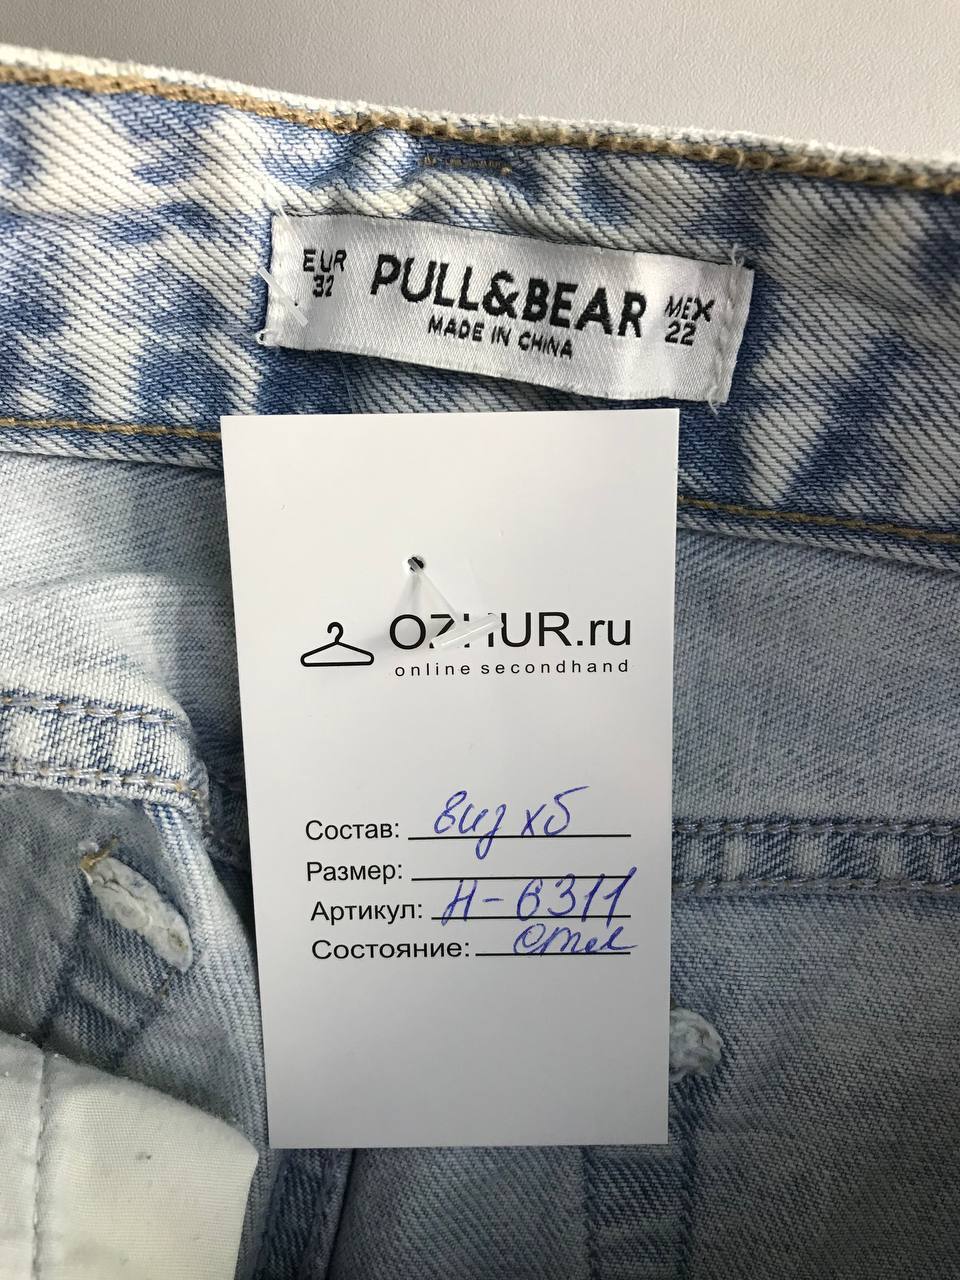 EUR
32
PULL&BEAR
MADE IN CHINA
MEX
22
OZHUR.ru
online secondhand
Состав: виз хб
Размер:
Артикул: Н-6311
Состояние: отл